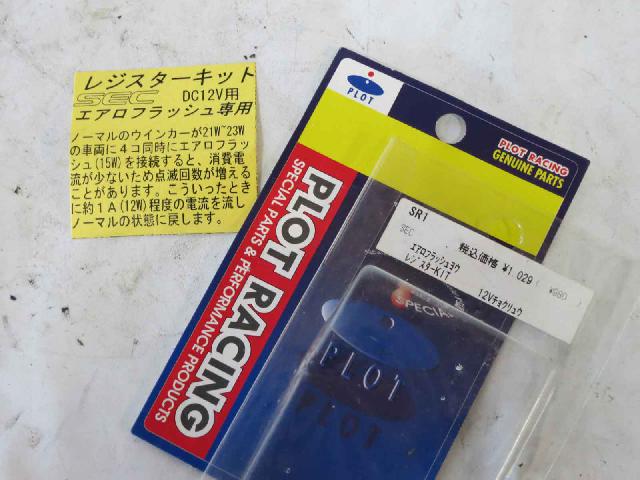 レジスターキット
SEC DC12V用
エアロフラッシュ専用
ノーマルのウインカーが21W~23W
の車両に4コ同時にエアロフラッ
シュ(15W)を接続すると、消費電
流が少ないため点滅回数が増える
ことがあります。こういったとき
に約1A(12W)程度の電流を流し
ノーマルの状態に戻します。
PLOT
PLOT RACING
GENUINE PARTS
PLOT RACING
SPECIAL PARTS & PERFORMANCE PRODUCTS
SR1
SEC 税込価格 ¥1,029 ( ¥980 )
エアロフラッシュヨウ
レジスターKIT
12Vチョクリュウ
SPECIAL
PLOT
PLOT